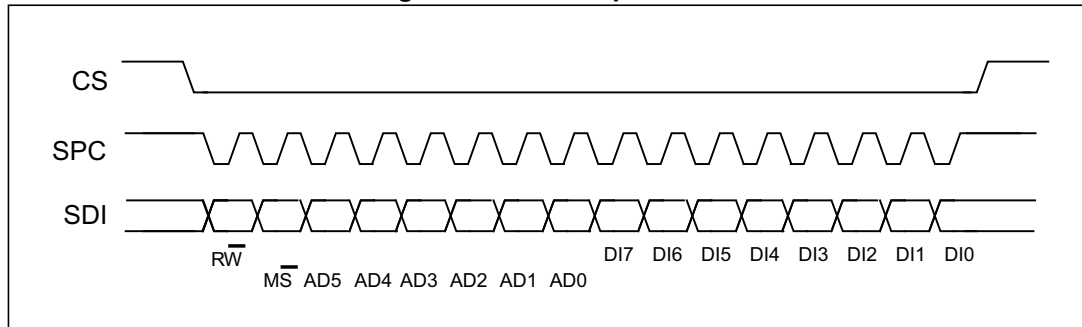 CS
SPC
SDI
RW
DI7 DI6 DI5 DI4 DI3 DI2 DI1 DI0
MS AD5 AD4 AD3 AD2 AD1 AD0